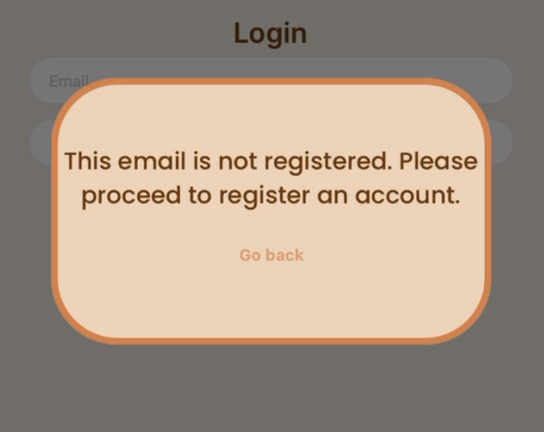 Login
Email
This email is not registered. Please
proceed to register an account.
Go back